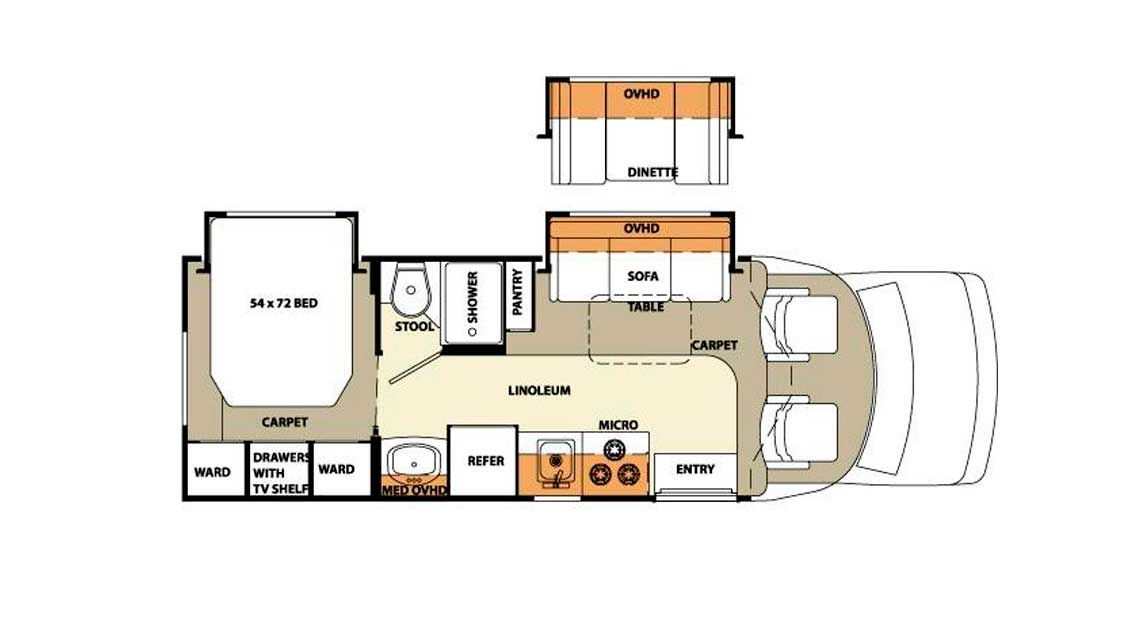 OVHD
DINETTE
OVHD
SOFA
TABLE
CARPET
54 x 72 BED
STOOL
SHOWER
PANTRY
LINOLEUM
CARPET
MICRO
WARD
DRAWERS
WITH
TV SHELF
WARD
MED OVHD
REFER
ENTRY